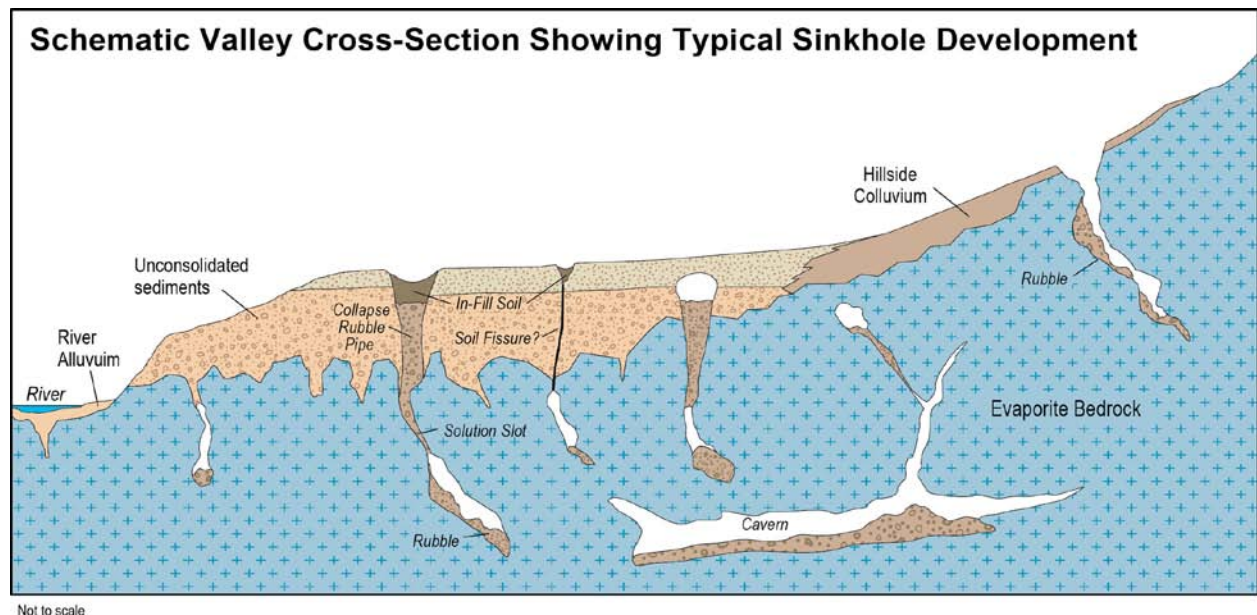 Schematic Valley Cross-Section Showing Typical Sinkhole Development
Hillside
Colluvium
Unconsolidated
sediments
Rubble
In-Fill Soil
Collapse
Rubble
Pipe
Soil Fissure?
River
Alluvuim
River
Evaporite Bedrock
Solution Slot
Cavern
Rubble
Not to scale